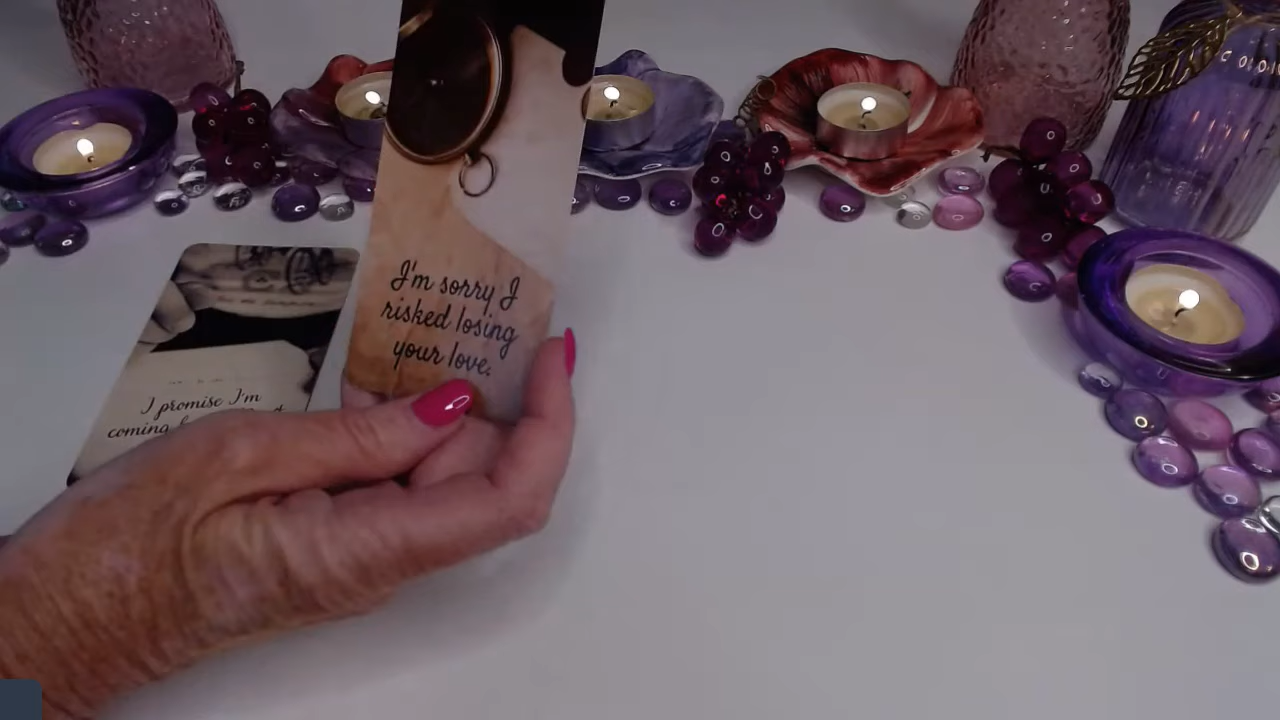 I'm sorry I
risked losing
your love.
I promise I'm
coming